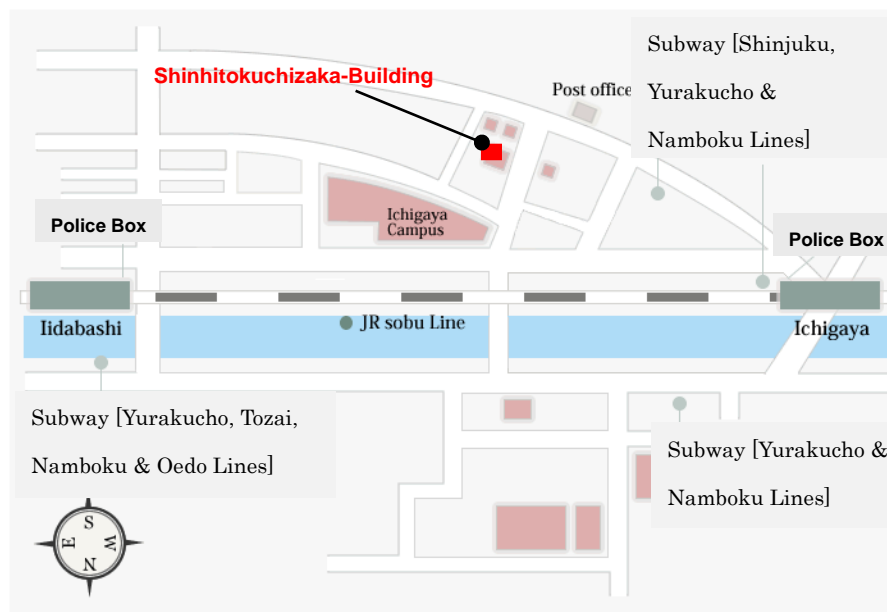 Subway [Shinjuku,
Yurakucho &
Namboku Lines]
Shinhitokuchizaka-Building
Post office
Ichigaya
Campus
Police Box
Police Box
Iidabashi
JR sobu Line
Ichigaya
Subway [Yurakucho, Tozai,
Namboku & Oedo Lines]
Subway [Yurakucho &
Namboku Lines]
S
E
W
N